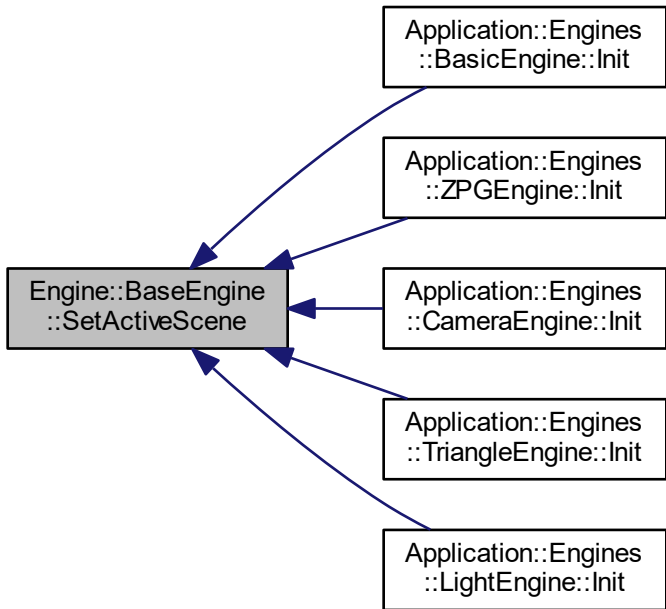 Application::Engines
::BasicEngine::Init
Application::Engines
::ZPGEngine::Init
Engine::BaseEngine
::SetActiveScene
Application::Engines
::CameraEngine::Init
Application::Engines
::TriangleEngine::Init
Application::Engines
::LightEngine::Init